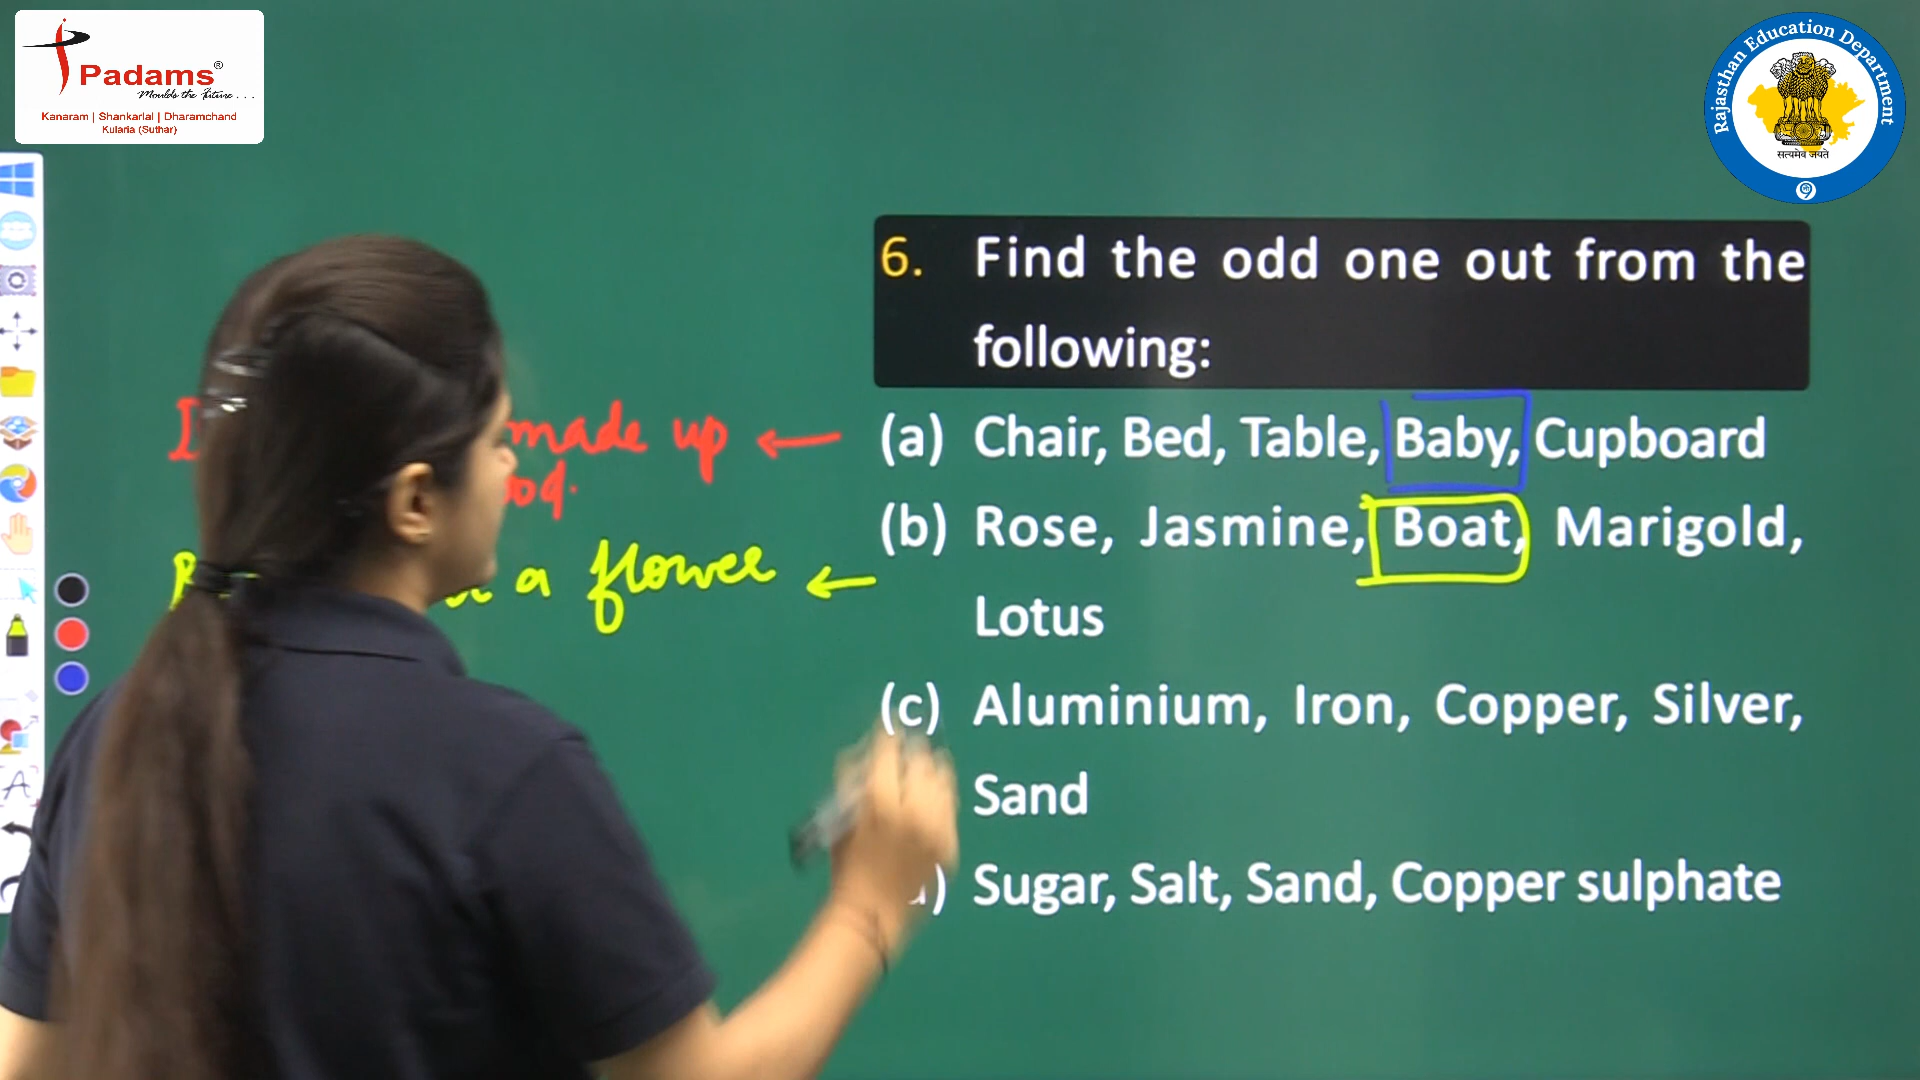 Padams®
Moulds the Future . . .
Kanaram | Shankarlal | Dharamchand
Kularia (Suthar)
Rajasthan Education Department
सत्यमेव जयते
6. Find the odd one out from the
following:
made up ←
(a) Chair, Bed, Table, Baby, Cupboard
(b) Rose, Jasmine, Boat, Marigold,
a flower ←
Lotus
(c) Aluminium, Iron, Copper, Silver,
Sand
) Sugar, Salt, Sand, Copper sulphate